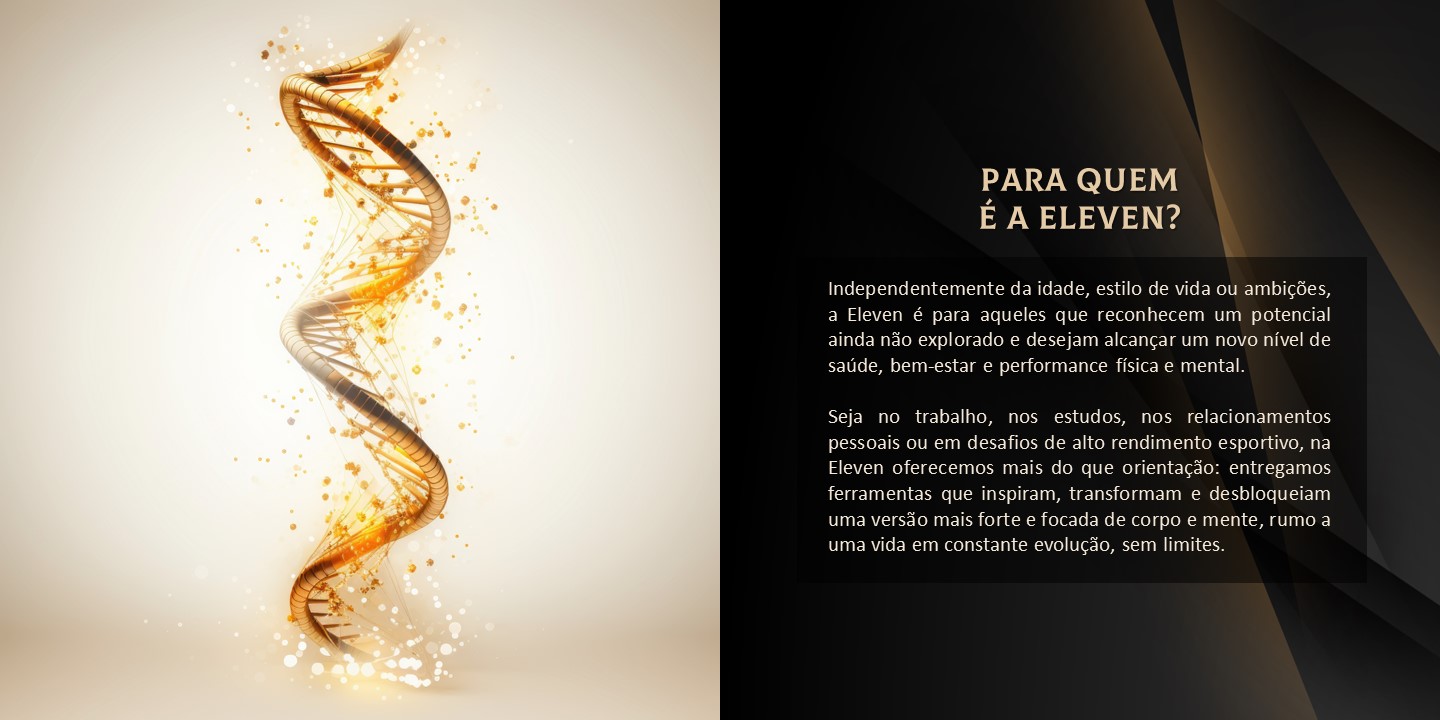 PARA QUEM
É A ELEVEN?
Independentemente da idade, estilo de vida ou ambições,
a Eleven é para aqueles que reconhecem um potencial
ainda não explorado e desejam alcançar um novo nível de
saúde, bem-estar e performance física e mental.
Seja no trabalho, nos estudos, nos relacionamentos
pessoais ou em desafios de alto rendimento esportivo, na
Eleven oferecemos mais do que orientação: entregamos
ferramentas que inspiram, transformam e desbloqueiam
uma versão mais forte e focada de corpo e mente, rumo a
uma vida em constante evolução, sem limites.